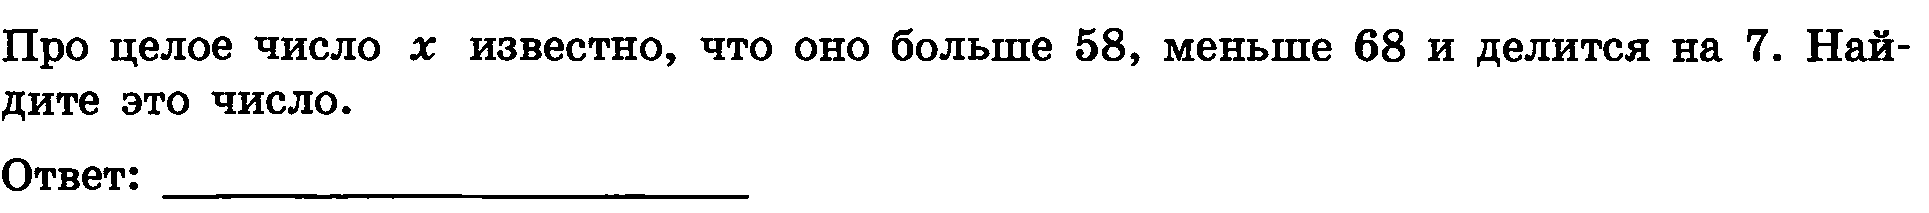 Про целое число x известно, что оно больше 58, меньше 68 и делится на 7. Най-
дите это число.
Ответ: